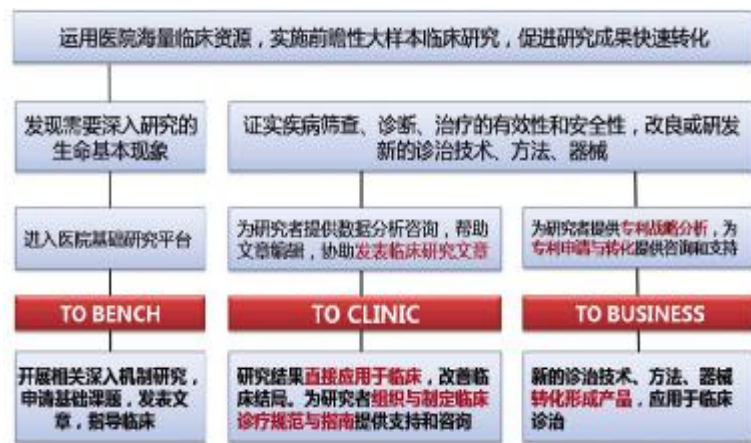 运用医院海量临床资源，实施前瞻性大样本临床研究，促进研究成果快速转化
发现需要深入研究的
生命基本现象
证实疾病筛查、诊断、治疗的有效性和安全性，改良或研发
新的诊治技术、方法、器械
进入医院基础研究平台
为研究者提供数据分析咨询，帮助
文章编辑，协助发表临床研究文章
为研究者提供专利战略分析，为
专利申请与转化提供咨询和支持
TO BENCH
TO CLINIC
TO BUSINESS
开展相关深入机制研究，
申请基础课题，发表文
章，指导临床
研究结果直接应用于临床，改善临
床结局。为研究者组织与制定临床
诊疗规范与指南提供支持和咨询
新的诊治技术、方法、器械
转化形成产品，应用于临床
诊治